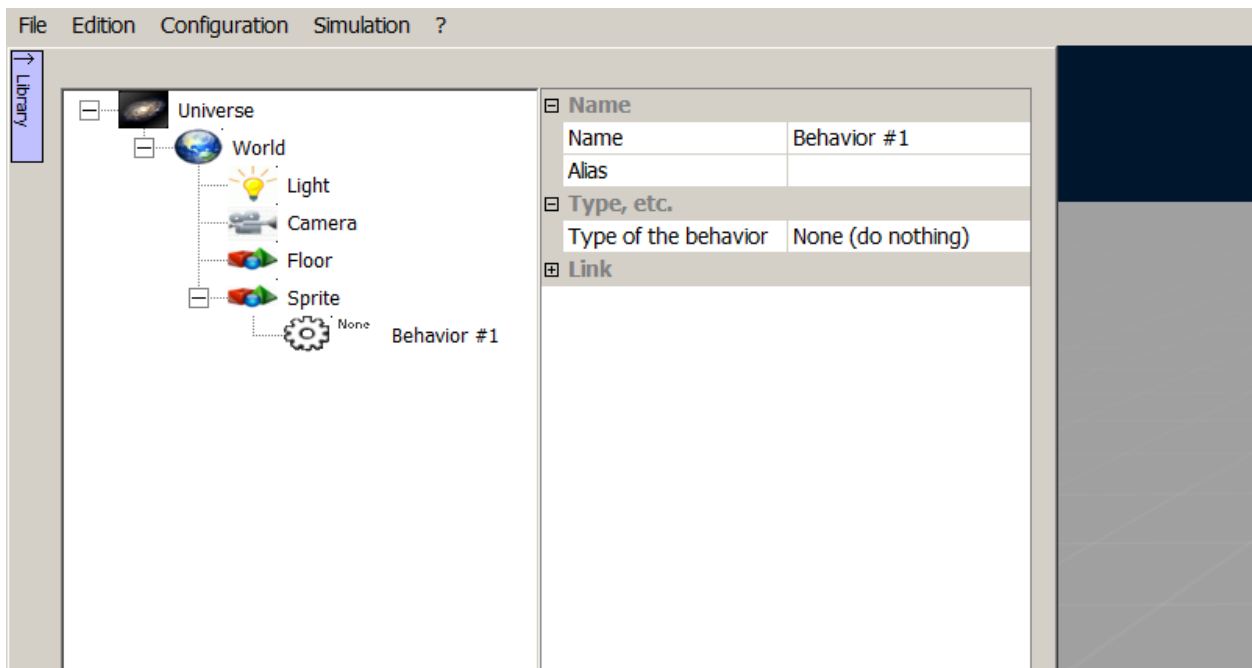 File Edition Configuration Simulation ?
↑ Library
Universe
World
Light
Camera
Floor
Sprite
None Behavior #1
Name
Name Behavior #1
Alias
Type, etc.
Type of the behavior None (do nothing)
Link